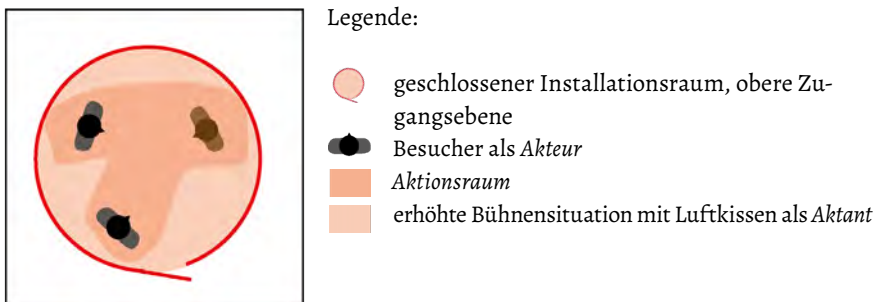 Legende:
geschlossener Installationsraum, obere Zu-
gangsebene
Besucher als Akteur
Aktionsraum
erhöhte Bühnensituation mit Luftkissen als Aktant